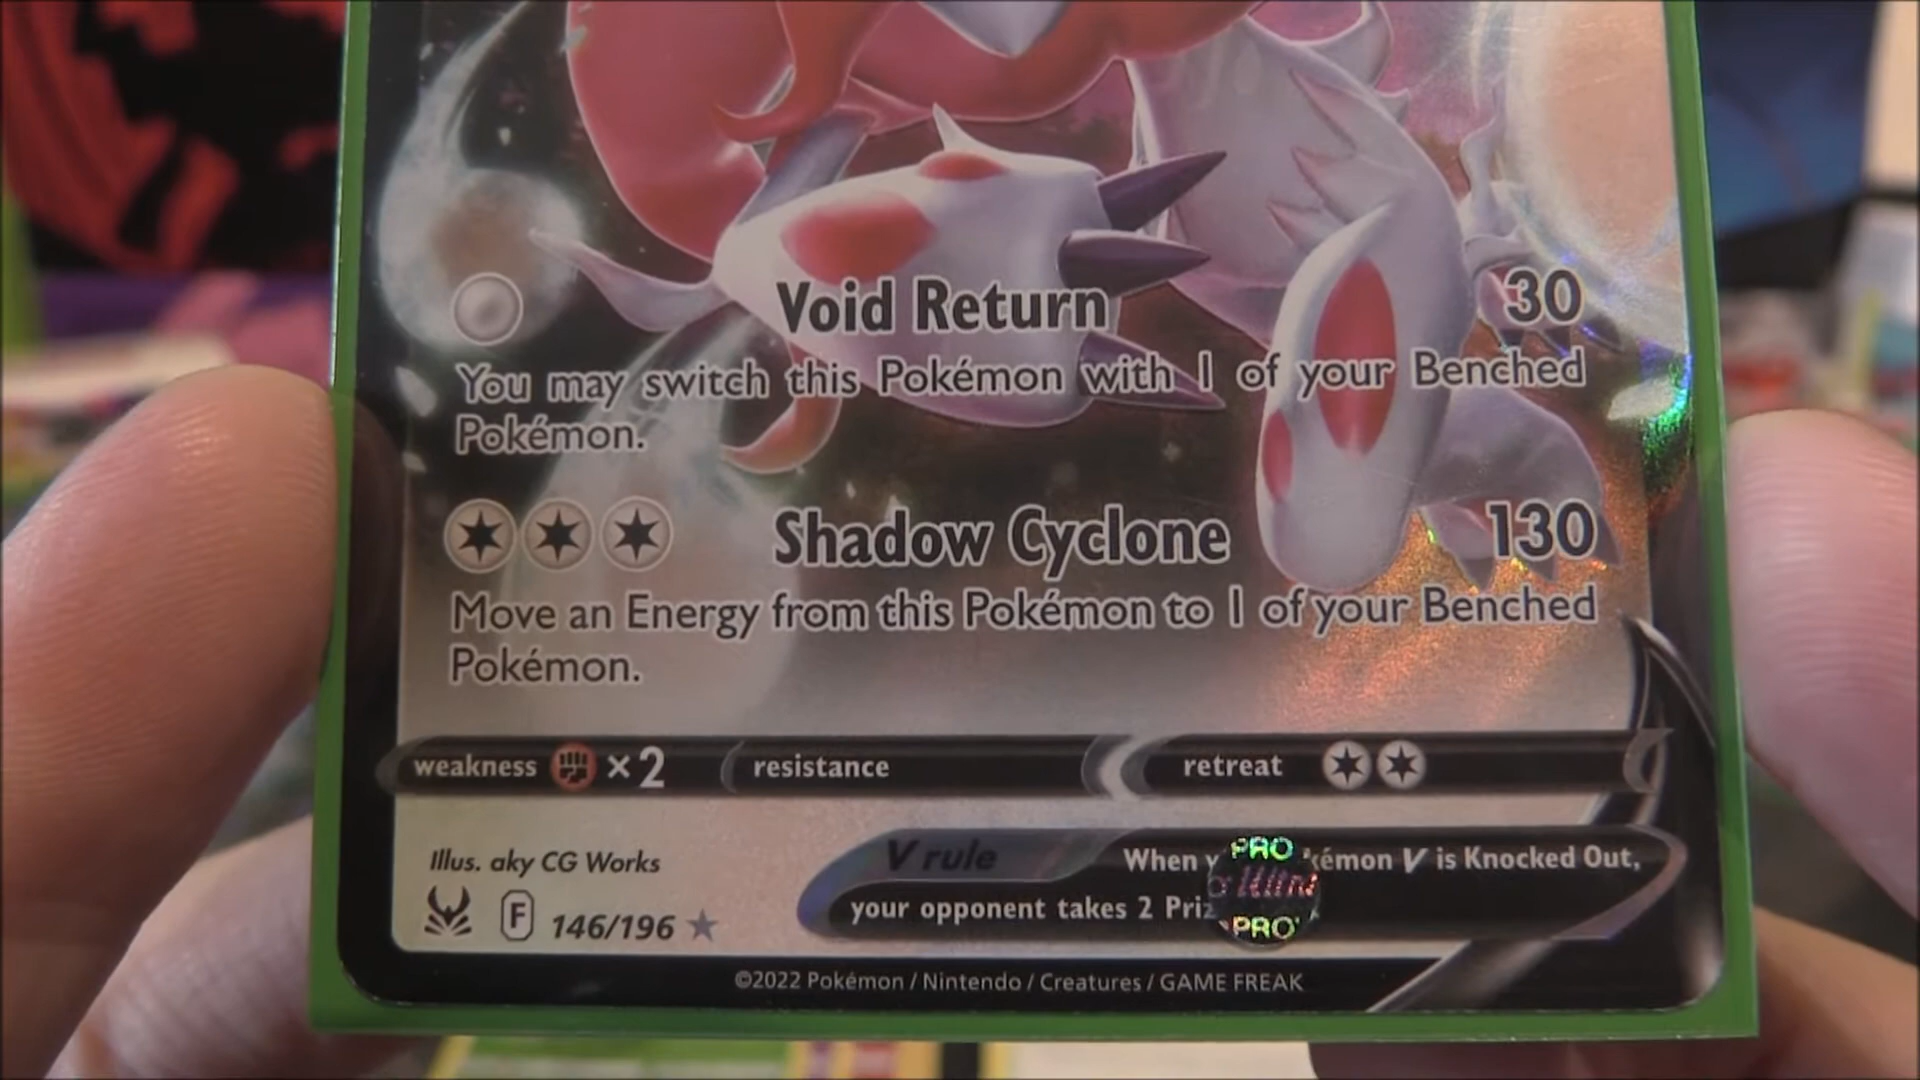 Void Return 30
You may switch this Pokémon with 1 of your Benched
Pokémon.
Shadow Cyclone 130
Move an Energy from this Pokémon to 1 of your Benched
Pokémon.
weakness ×2 resistance retreat
Illus. aky CG Works
F 146/196
V rule When kémon V is Knocked Out,
your opponent takes 2 Priz
PRO
PRO
©2022 Pokémon / Nintendo / Creatures / GAME FREAK